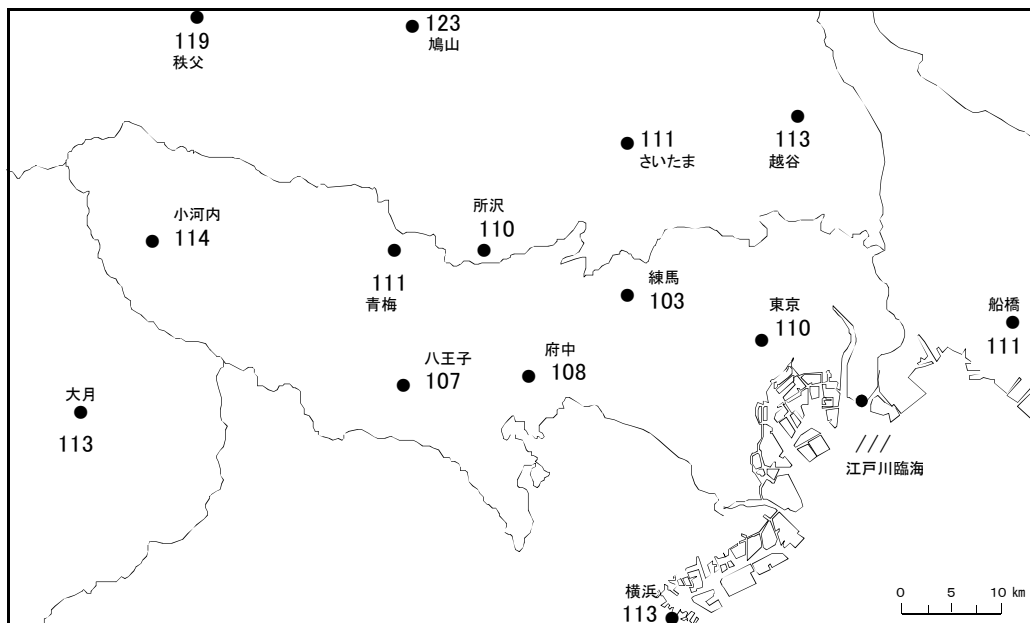 119
秩父
123
鳩山
111
さいたま
113
越谷
小河内
114
所沢
110
111
青梅
練馬
103
東京
110
船橋
111
八王子
107
府中
108
大月
113
///
江戸川臨海
横浜
113
0 5 10 km